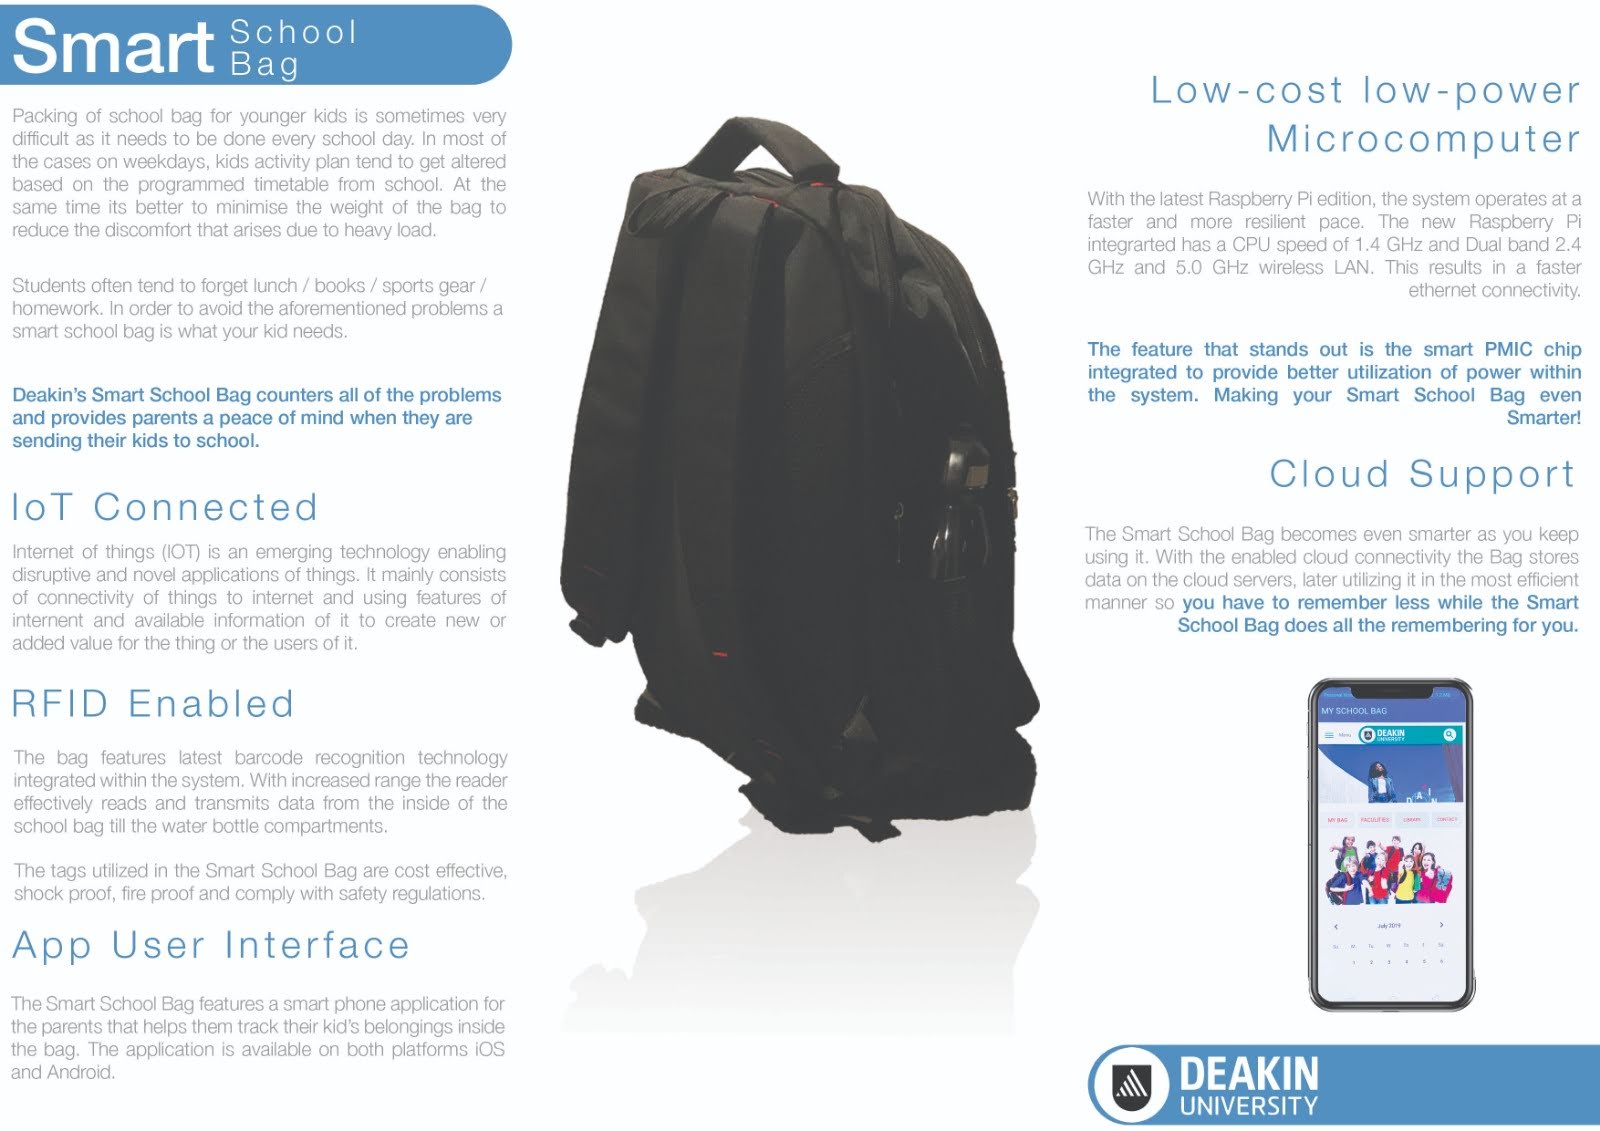 Smart School
Bag
Packing of school bag for younger kids is sometimes very
difficult as it needs to be done every school day. In most of
the cases on weekdays, kids activity plan tend to get altered
based on the programmed timetable from school. At the
same time its better to minimise the weight of the bag to
reduce the discomfort that arises due to heavy load.
Students often tend to forget lunch / books / sports gear /
homework. In order to avoid the aforementioned problems a
smart school bag is what your kid needs.
Deakin's Smart School Bag counters all of the problems
and provides parents a peace of mind when they are
sending their kids to school.
IoT Connected
Internet of things (IOT) is an emerging technology enabling
disruptive and novel applications of things. It mainly consists
of connectivity of things to internet and using features of
internent and available information of it to create new or
added value for the thing or the users of it.
RFID Enabled
The bag features latest barcode recognition technology
integrated within the system. With increased range the reader
effectively reads and transmits data from the inside of the
school bag till the water bottle compartments.
The tags utilized in the Smart School Bag are cost effective,
shock proof, fire proof and comply with safety regulations.
App User Interface
The Smart School Bag features a smart phone application for
the parents that helps them track their kid's belongings inside
the bag. The application is available on both platforms iOS
and Android.
Low-cost low-power
Microcomputer
With the latest Raspberry Pi edition, the system operates at a
faster and more resilient pace. The new Raspberry Pi
integrarted has a CPU speed of 1.4 GHz and Dual band 2.4
GHz and 5.0 GHz wireless LAN. This results in a faster
ethernet connectivity.
The feature that stands out is the smart PMIC chip
integrated to provide better utilization of power within
the system. Making your Smart School Bag even
Smarter!
Cloud Support
The Smart School Bag becomes even smarter as you keep
using it. With the enabled cloud connectivity the Bag stores
data on the cloud servers, later utilizing it in the most efficient
manner so you have to remember less while the Smart
School Bag does all the remembering for you.
MY SCHOOL BAG
Menu DEAKIN
UNIVERSITY
MY BAG FACULITIES LIBRARY CONTACT
July 2019
Su M Tu We Th F Sa
1 2 3 4 5 6
DEAKIN
UNIVERSITY